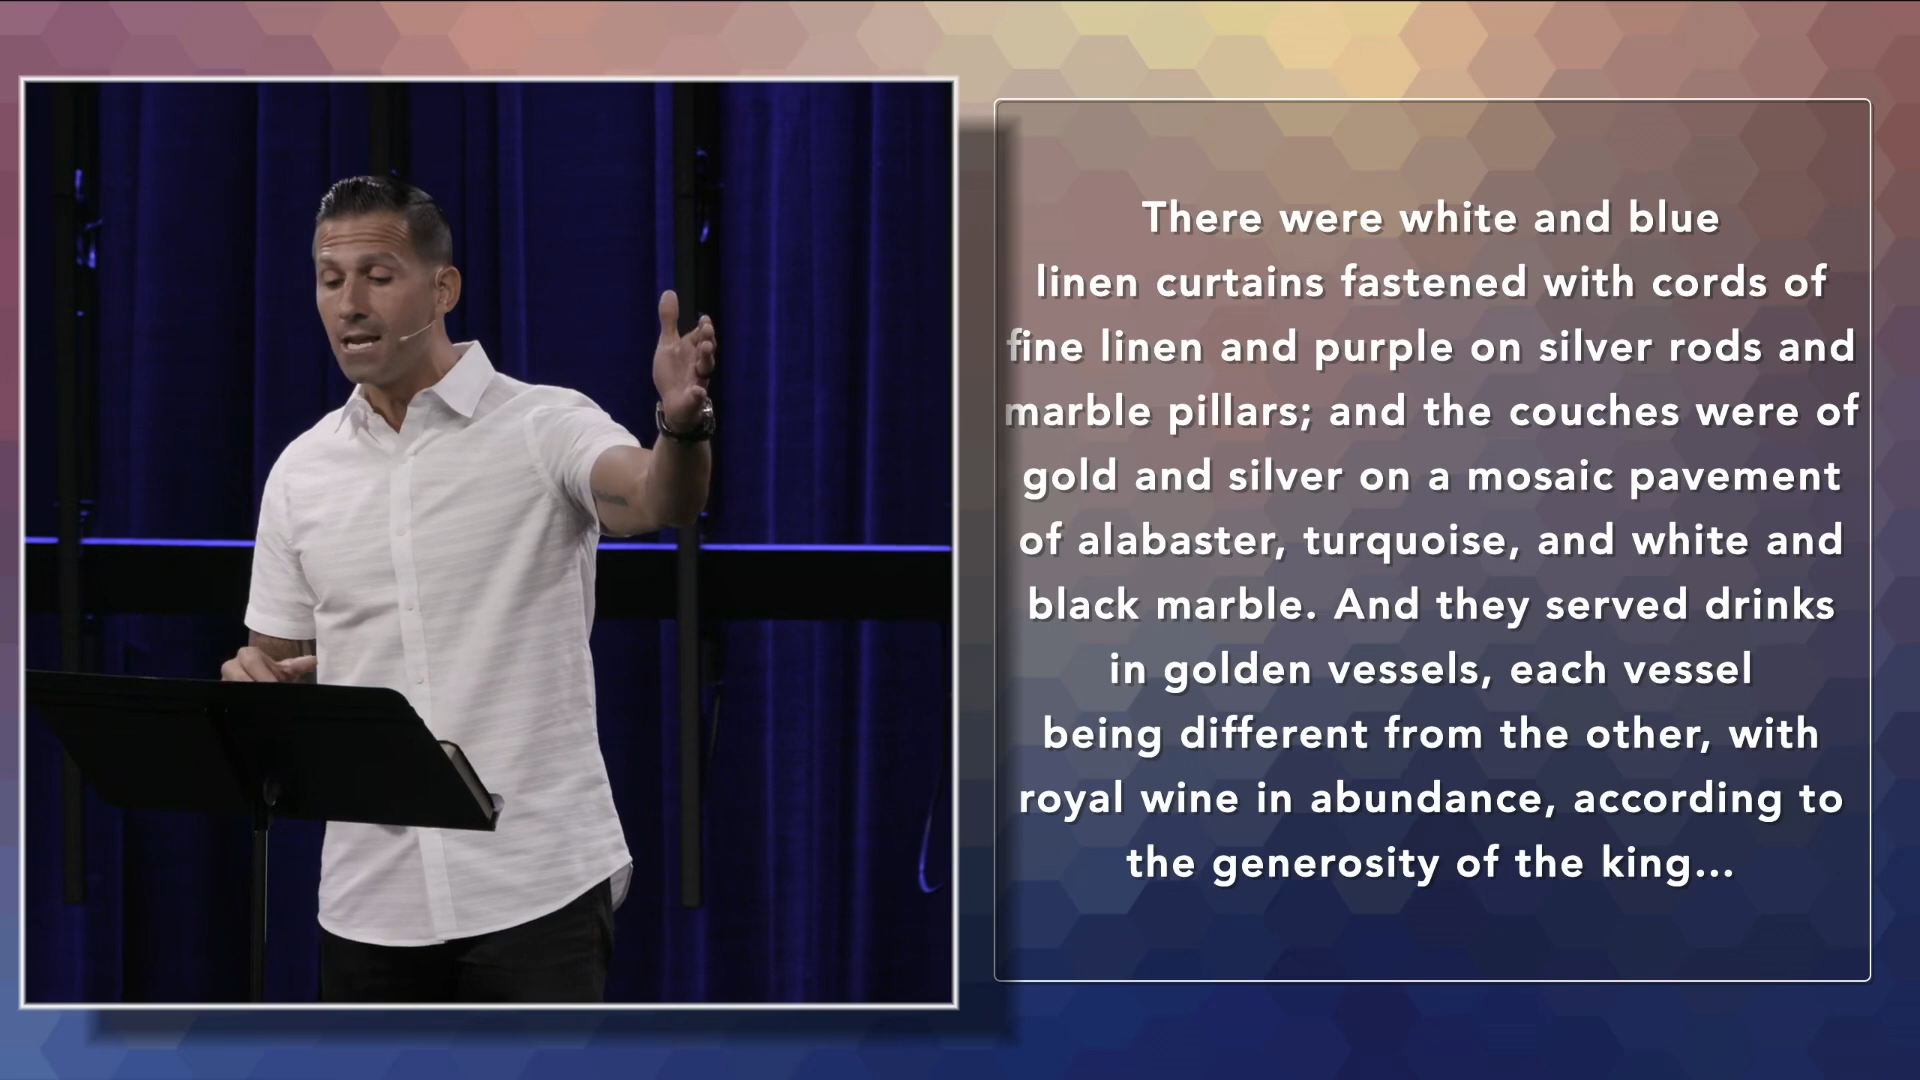 There were white and blue
linen curtains fastened with cords of
fine linen and purple on silver rods and
marble pillars; and the couches were of
gold and silver on a mosaic pavement
of alabaster, turquoise, and white and
black marble. And they served drinks
in golden vessels, each vessel
being different from the other, with
royal wine in abundance, according to
the generosity of the king...